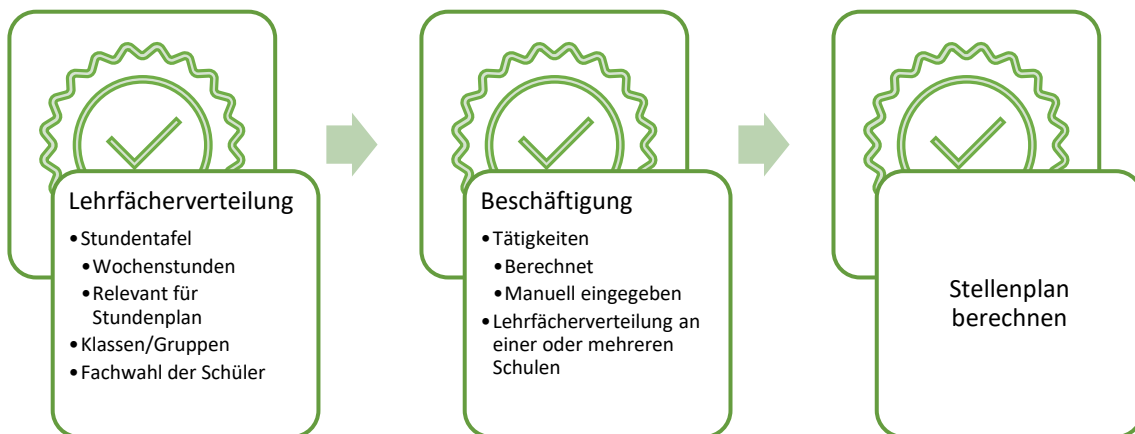 Lehrfächerverteilung
•Stundentafel
•Wochenstunden
•Relevant für
Stundenplan
•Klassen/Gruppen
•Fachwahl der Schüler
Beschäftigung
•Tätigkeiten
•Berechnet
•Manuell eingegeben
•Lehrfächerverteilung an
einer oder mehreren
Schulen
Stellenplan
berechnen